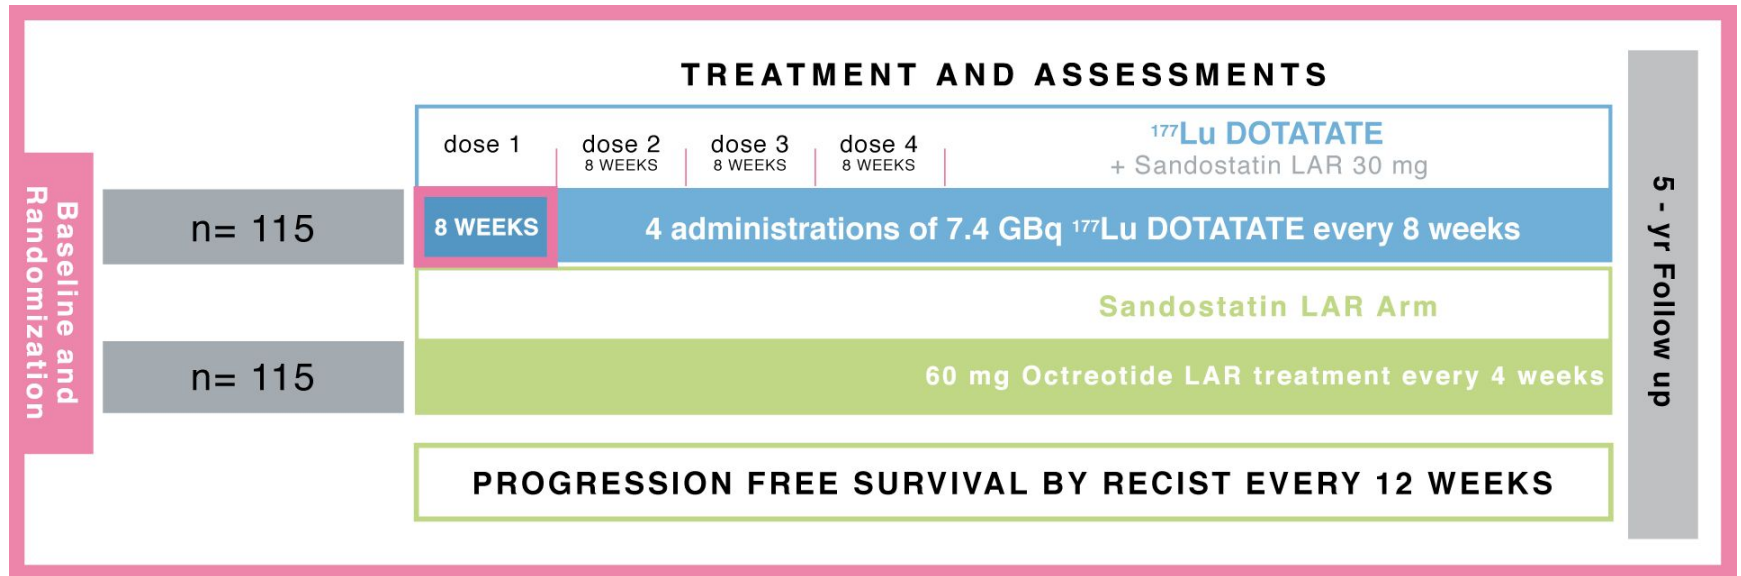 TREATMENT AND ASSESSMENTS
Baseline and
Randomization
dose 1
dose 2
8 WEEKS
dose 3
8 WEEKS
dose 4
8 WEEKS
¹⁷⁷Lu DOTATATE
+ Sandostatin LAR 30 mg
n= 115
8 WEEKS
4 administrations of 7.4 GBq ¹⁷⁷Lu DOTATATE every 8 weeks
Sandostatin LAR Arm
n= 115
60 mg Octreotide LAR treatment every 4 weeks
PROGRESSION FREE SURVIVAL BY RECIST EVERY 12 WEEKS
5 - yr Follow up